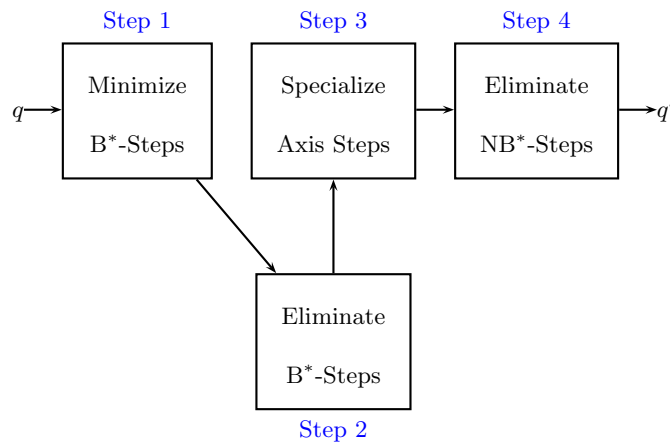 Step 1
Step 3
Step 4
q
Minimize
B*-Steps
Specialize
Axis Steps
Eliminate
NB*-Steps
q'
Eliminate
B*-Steps
Step 2